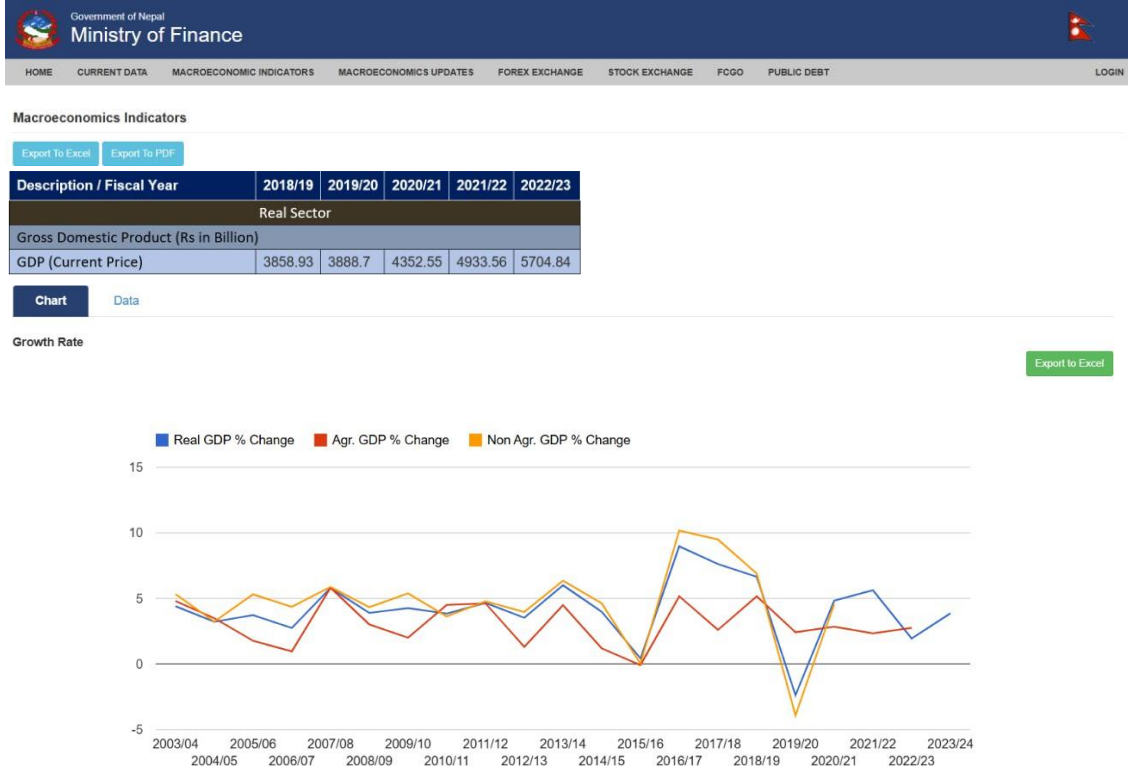 Government of Nepal
Ministry of Finance
HOME CURRENT DATA MACROECONOMIC INDICATORS MACROECONOMICS UPDATES FOREX EXCHANGE STOCK EXCHANGE FCGO PUBLIC DEBT LOGIN
Macroeconomics Indicators
Export To Excel Export To PDF
Description / Fiscal Year 2018/19 2019/20 2020/21 2021/22 2022/23
Real Sector
Gross Domestic Product (Rs in Billion)
GDP (Current Price) 3858.93 3888.7 4352.55 4933.56 5704.84
Chart Data
Growth Rate
Export to Excel
Real GDP % Change Agr. GDP % Change Non Agr. GDP % Change
15
10
5
0
-5
2003/04 2005/06 2007/08 2009/10 2011/12 2013/14 2015/16 2017/18 2019/20 2021/22 2023/24
2004/05 2006/07 2008/09 2010/11 2012/13 2014/15 2016/17 2018/19 2020/21 2022/23